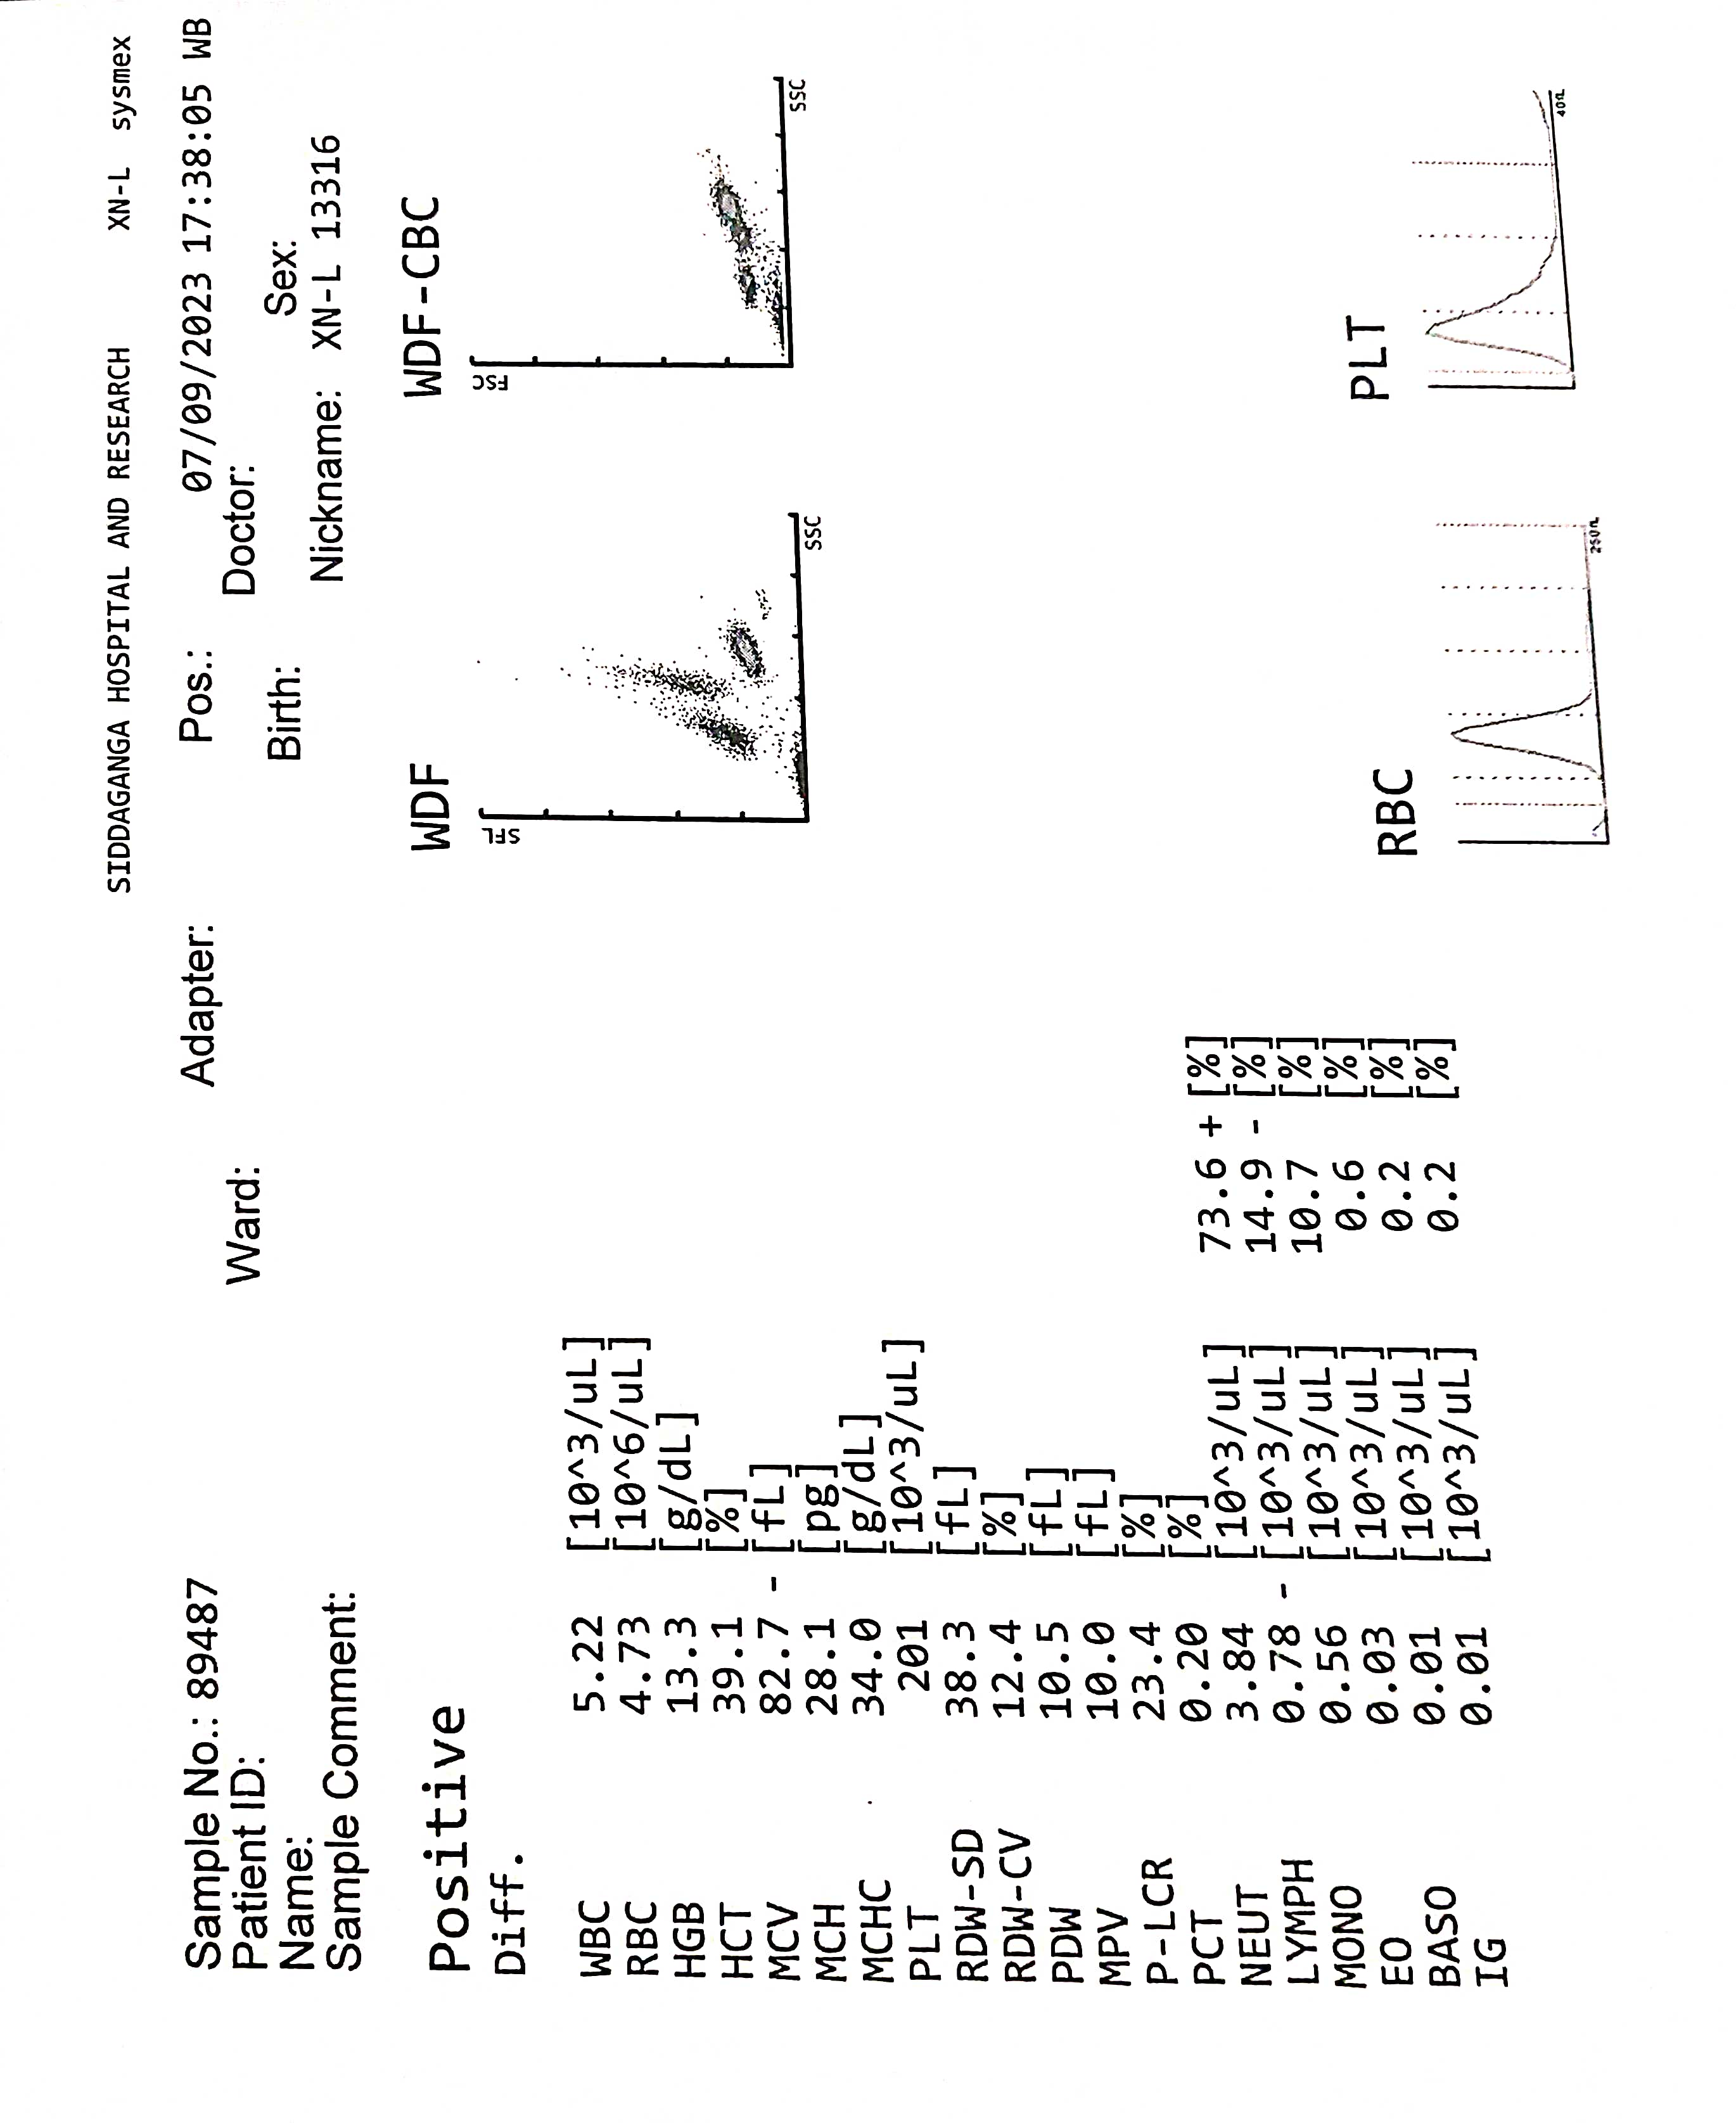 SIDDAGANGA HOSPITAL AND RESEARCH XN-L sysmex
Sample No.: 89487 Adapter: Pos.: 07/09/2023 17:38:05 WB
Patient ID: Ward: Doctor:
Name: Birth: Sex:
Sample Comment: Nickname: XN-L 13316
Positive
Diff.
WDF
SFL
SSC
WDF-CBC
FSC
SSC
WBC 5.22 [10^3/uL]
RBC 4.73 [10^6/uL]
HGB 13.3 [g/dL]
HCT 39.1 [%]
MCV 82.7 - [fL]
MCH 28.1 [pg]
MCHC 34.0 [g/dL]
PLT 201 [10^3/uL]
RDW-SD 38.3 [fL]
RDW-CV 12.4 [%]
PDW 10.5 [fL]
MPV 10.0 [fL]
P-LCR 23.4 [%]
PCT 0.20 [%]
NEUT 3.84 [10^3/uL] 73.6 + [%]
LYMPH 0.78 - [10^3/uL] 14.9 - [%]
MONO 0.56 [10^3/uL] 10.7 [%]
EO 0.03 [10^3/uL] 0.6 [%]
BASO 0.01 [10^3/uL] 0.2 [%]
IG 0.01 [10^3/uL] 0.2 [%]
RBC
250fL
PLT
40fL